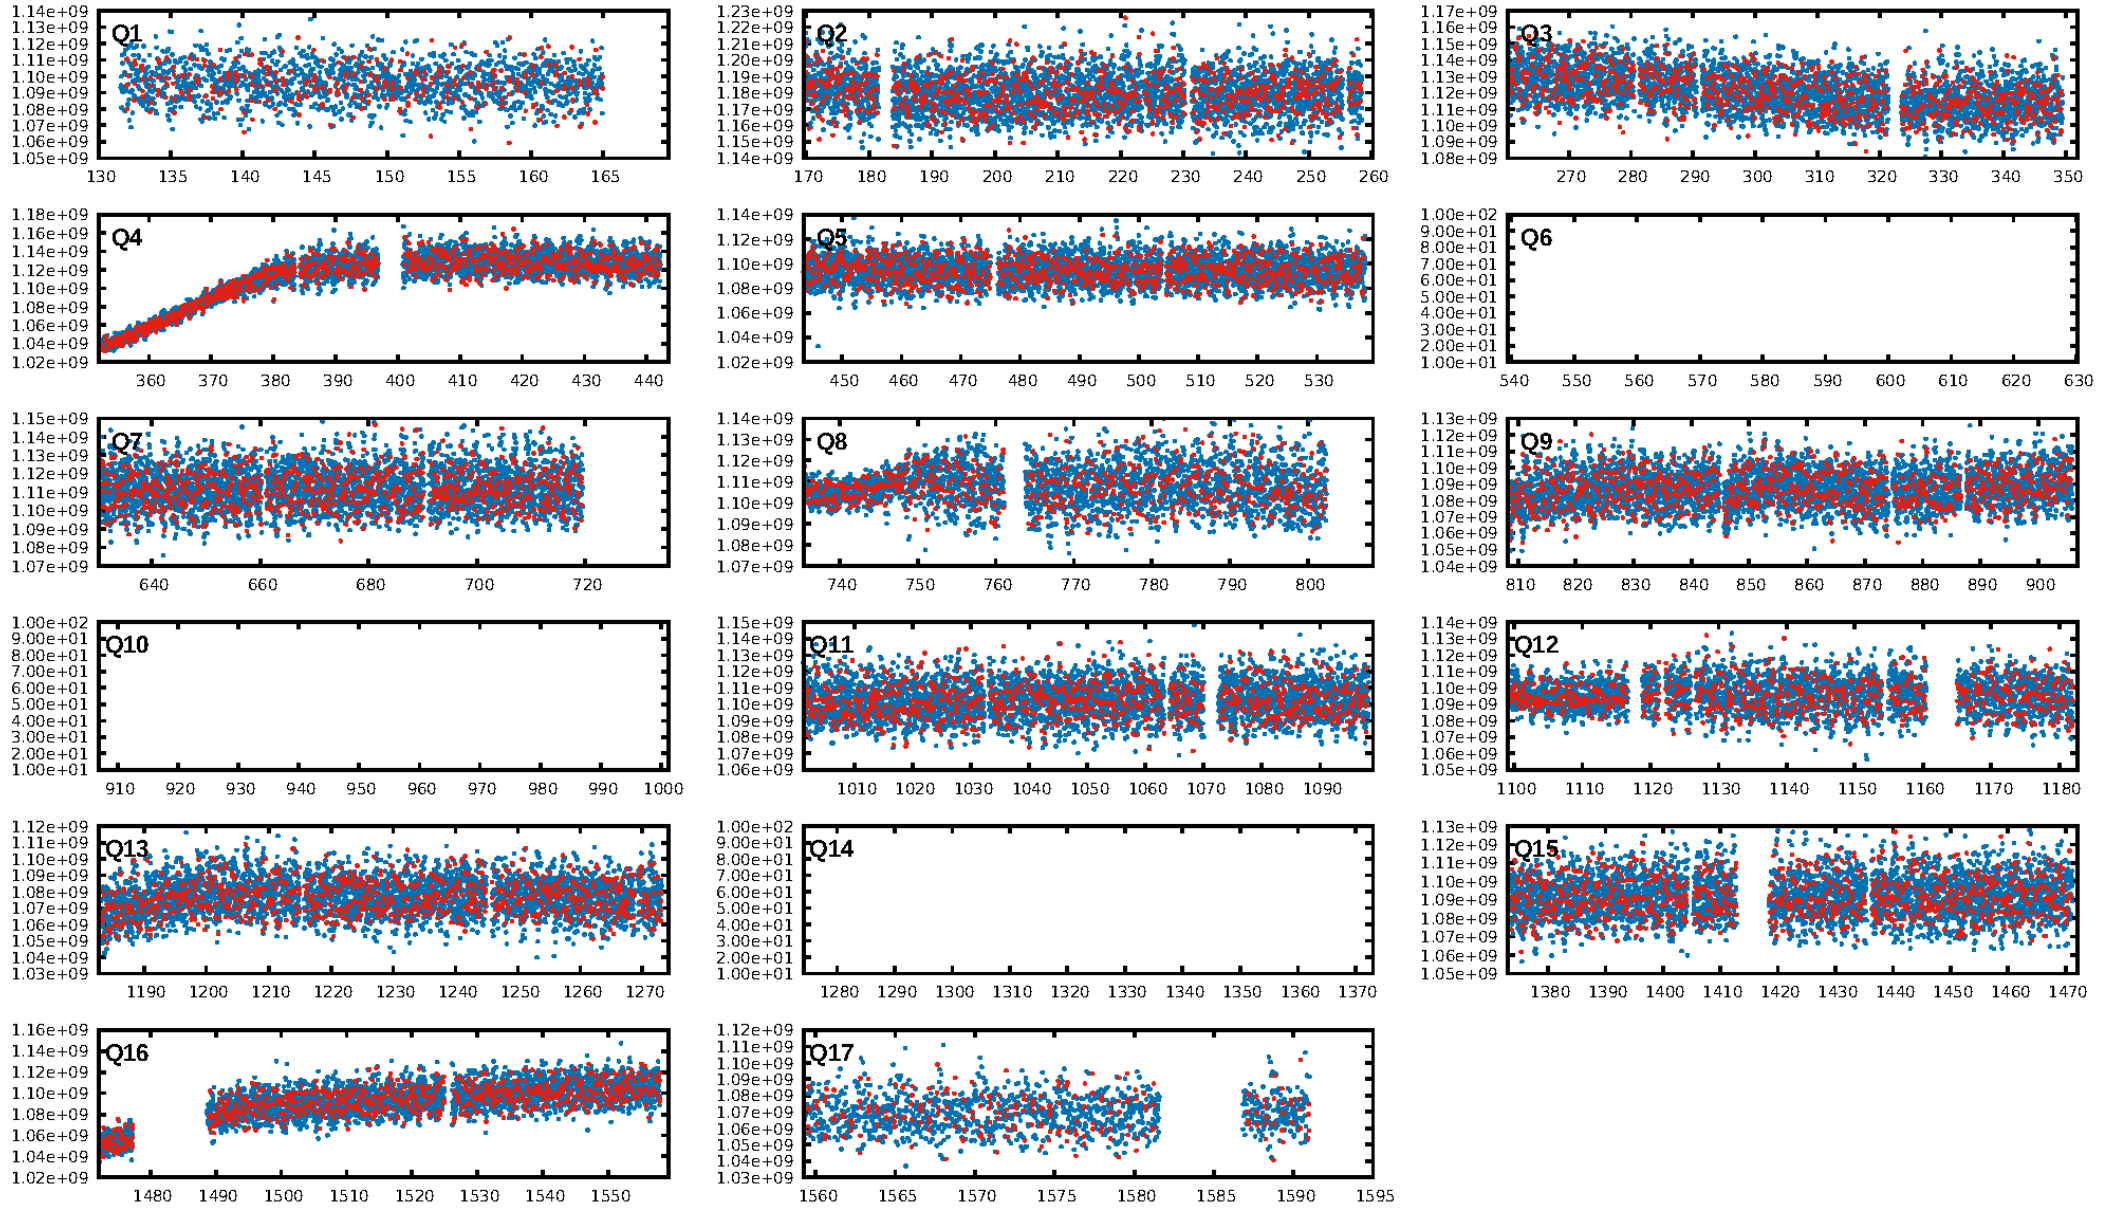 1.14e+09 1.13e+09 1.12e+09 1.11e+09 1.10e+09 1.09e+09 1.08e+09 1.07e+09 1.06e+09 1.05e+09
Q1
130 135 140 145 150 155 160 165
1.23e+09 1.22e+09 1.21e+09 1.20e+09 1.19e+09 1.18e+09 1.17e+09 1.16e+09 1.15e+09 1.14e+09
Q2
170 180 190 200 210 220 230 240 250 260
1.17e+09 1.16e+09 1.15e+09 1.14e+09 1.13e+09 1.12e+09 1.11e+09 1.10e+09 1.09e+09 1.08e+09
Q3
270 280 290 300 310 320 330 340 350
1.18e+09 1.16e+09 1.14e+09 1.12e+09 1.10e+09 1.08e+09 1.06e+09 1.04e+09 1.02e+09
Q4
360 370 380 390 400 410 420 430 440
1.14e+09 1.12e+09 1.10e+09 1.08e+09 1.06e+09 1.04e+09 1.02e+09
Q5
450 460 470 480 490 500 510 520 530
1.00e+02 9.00e+01 8.00e+01 7.00e+01 6.00e+01 5.00e+01 4.00e+01 3.00e+01 2.00e+01 1.00e+01
Q6
540 550 560 570 580 590 600 610 620 630
1.15e+09 1.14e+09 1.13e+09 1.12e+09 1.11e+09 1.10e+09 1.09e+09 1.08e+09 1.07e+09
Q7
640 660 680 700 720
1.14e+09 1.13e+09 1.12e+09 1.11e+09 1.10e+09 1.09e+09 1.08e+09 1.07e+09
Q8
740 750 760 770 780 790 800
1.13e+09 1.12e+09 1.11e+09 1.10e+09 1.09e+09 1.08e+09 1.07e+09 1.06e+09 1.05e+09 1.04e+09
Q9
810 820 830 840 850 860 870 880 890 900
1.00e+02 9.00e+01 8.00e+01 7.00e+01 6.00e+01 5.00e+01 4.00e+01 3.00e+01 2.00e+01 1.00e+01
Q10
910 920 930 940 950 960 970 980 990 1000
1.15e+09 1.14e+09 1.13e+09 1.12e+09 1.11e+09 1.10e+09 1.09e+09 1.08e+09 1.07e+09 1.06e+09
Q11
1010 1020 1030 1040 1050 1060 1070 1080 1090
1.14e+09 1.13e+09 1.12e+09 1.11e+09 1.10e+09 1.09e+09 1.08e+09 1.07e+09 1.06e+09 1.05e+09
Q12
1100 1110 1120 1130 1140 1150 1160 1170 1180
1.12e+09 1.11e+09 1.10e+09 1.09e+09 1.08e+09 1.07e+09 1.06e+09 1.05e+09 1.04e+09 1.03e+09
Q13
1190 1200 1210 1220 1230 1240 1250 1260 1270
1.00e+02 9.00e+01 8.00e+01 7.00e+01 6.00e+01 5.00e+01 4.00e+01 3.00e+01 2.00e+01 1.00e+01
Q14
1280 1290 1300 1310 1320 1330 1340 1350 1360 1370
1.13e+09 1.12e+09 1.11e+09 1.10e+09 1.09e+09 1.08e+09 1.07e+09 1.06e+09 1.05e+09
Q15
1380 1390 1400 1410 1420 1430 1440 1450 1460 1470
1.16e+09 1.14e+09 1.12e+09 1.10e+09 1.08e+09 1.06e+09 1.04e+09 1.02e+09
Q16
1480 1490 1500 1510 1520 1530 1540 1550
1.12e+09 1.11e+09 1.10e+09 1.09e+09 1.08e+09 1.07e+09 1.06e+09 1.05e+09 1.04e+09 1.03e+09
Q17
1560 1565 1570 1575 1580 1585 1590 1595